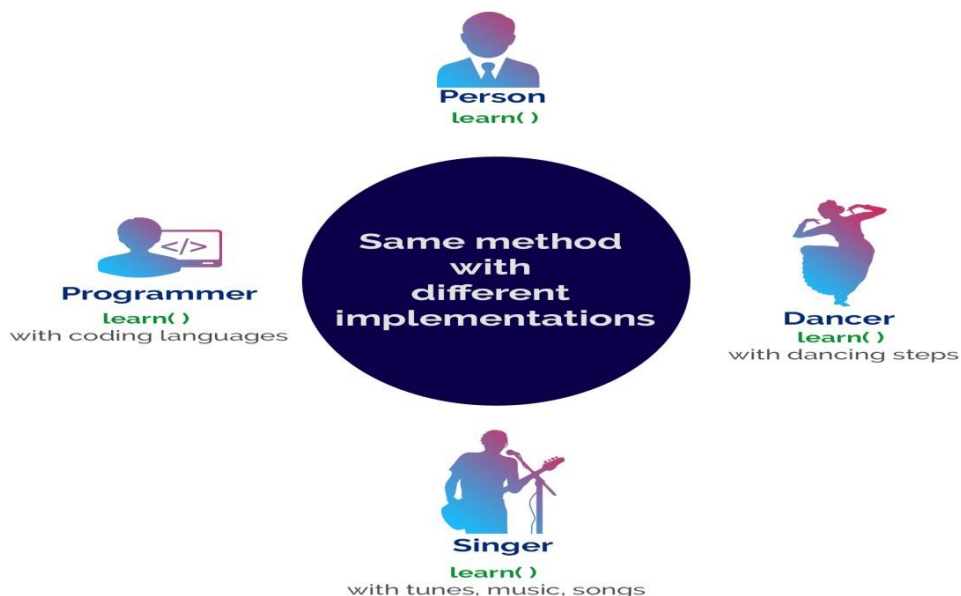 Person
learn( )
Same method
with
different
implementations
</>
Programmer
learn( )
with coding languages
Dancer
learn( )
with dancing steps
Singer
learn( )
with tunes, music, songs